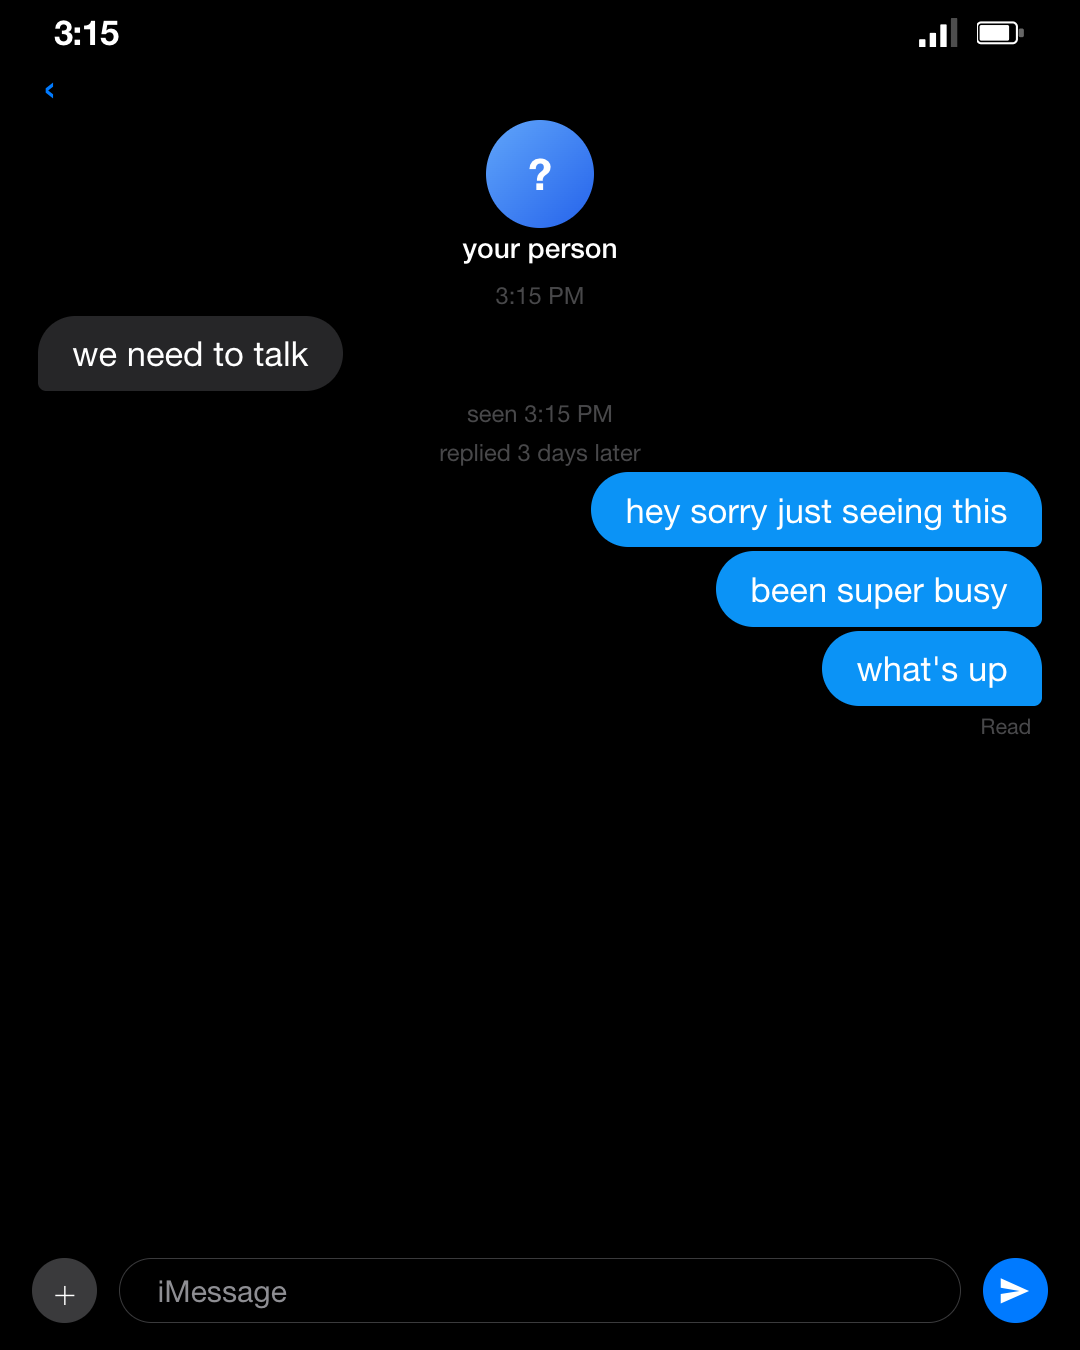 3:15
?
your person
3:15 PM
we need to talk
seen 3:15 PM
replied 3 days later
hey sorry just seeing this
been super busy
what's up
Read
iMessage